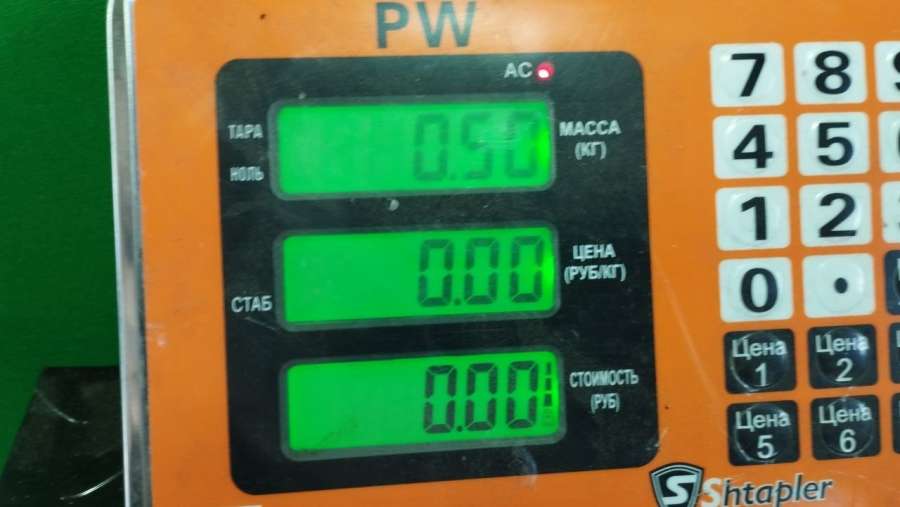 PW
AC
ТАРА
НОЛЬ
0.50
МАССА
(КГ)
СТАБ
0.00
ЦЕНА
(РУБ/КГ)
0.00
СТОИМОСТЬ
(РУБ)
7 8
4 5
1 2
0 .
Цена 1
Цена 2
Цена 5
Цена 6
S Shtapler